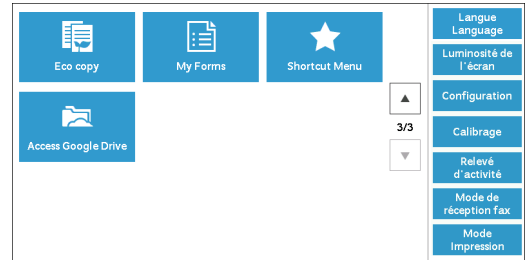 Eco copy
My Forms
Shortcut Menu
Access Google Drive
3/3
Langue
Language
Luminosité de
l'écran
Configuration
Calibrage
Relevé
d'activité
Mode de
réception fax
Mode
Impression